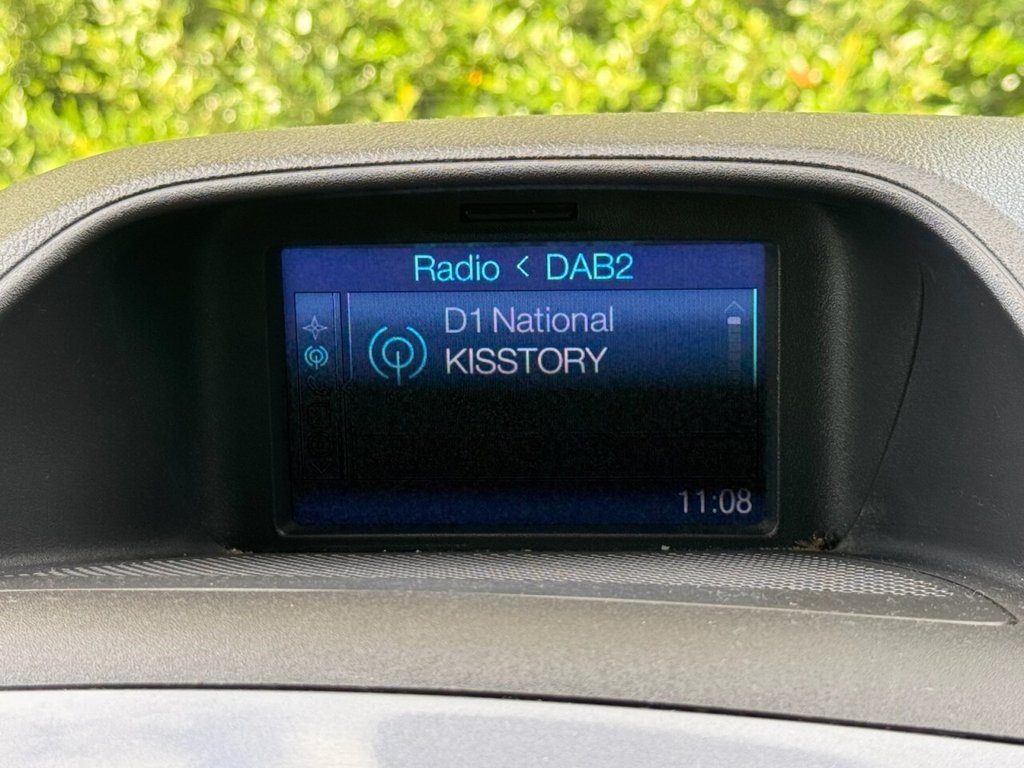 Radio < DAB2
D1 National
KISSTORY
11:08